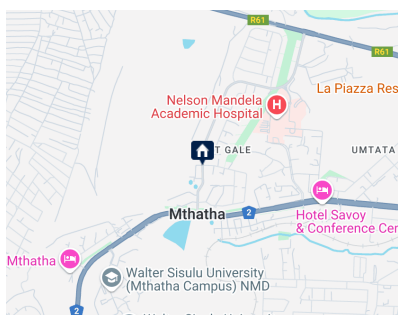 R61
R61
La Piazza Res
Nelson Mandela
Academic Hospital
H
T GALE
UMTATA
Mthatha
2
Hotel Savoy
& Conference Cen
Mthatha
Walter Sisulu University
(Mthatha Campus) NMD
2